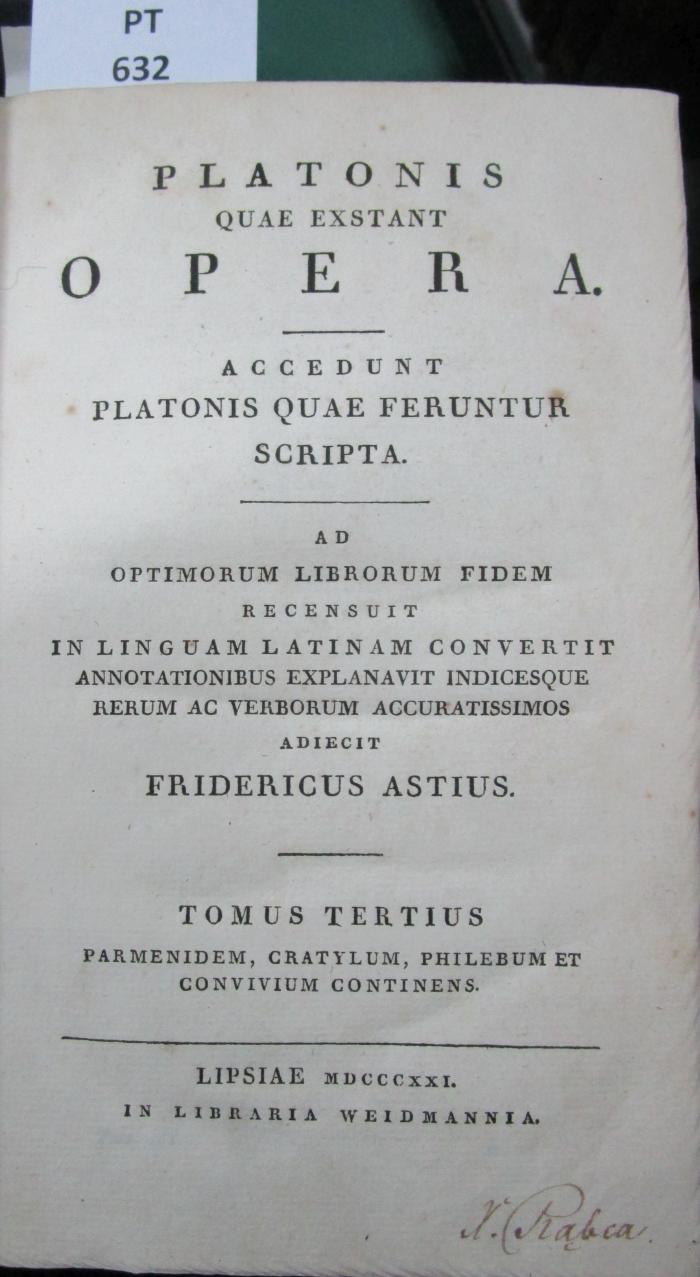 PT
632
PLATONIS
QUAE EXSTANT
OPERA.
ACCEDUNT
PLATONIS QUAE FERUNTUR
SCRIPTA.
AD
OPTIMORUM LIBRORUM FIDEM
RECENSUIT
IN LINGUAM LATINAM CONVERTIT
ANNOTATIONIBUS EXPLANAVIT INDICESQUE
RERUM AC VERBORUM ACCURATISSIMOS
ADIECIT
FRIDERICUS ASTIUS.
TOMUS TERTIUS
PARMENIDEM, CRATYLUM, PHILEBUM ET
CONVIVIUM CONTINENS.
LIPSIAE MDCCCXXI.
IN LIBRARIA WEIDMANNIA.